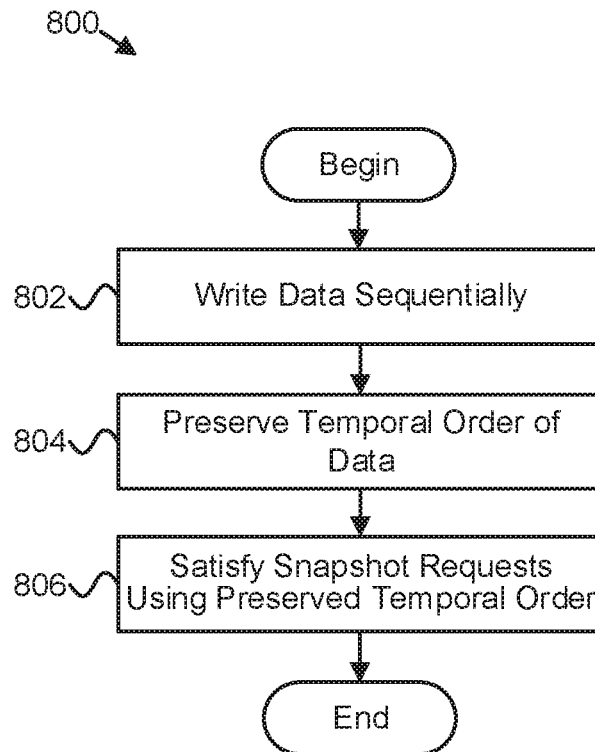 800
Begin
802
Write Data Sequentially
804
Preserve Temporal Order of
Data
806
Satisfy Snapshot Requests
Using Preserved Temporal Order
End